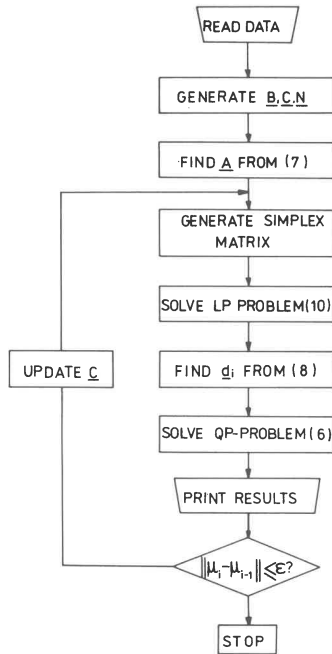 READ DATA
GENERATE B,C,N
FIND A FROM (7)
GENERATE SIMPLEX
MATRIX
SOLVE LP PROBLEM(10)
UPDATE C
FIND di FROM (8)
SOLVE QP-PROBLEM(6)
PRINT RESULTS
‖μi-μi-1‖≤ε?
STOP